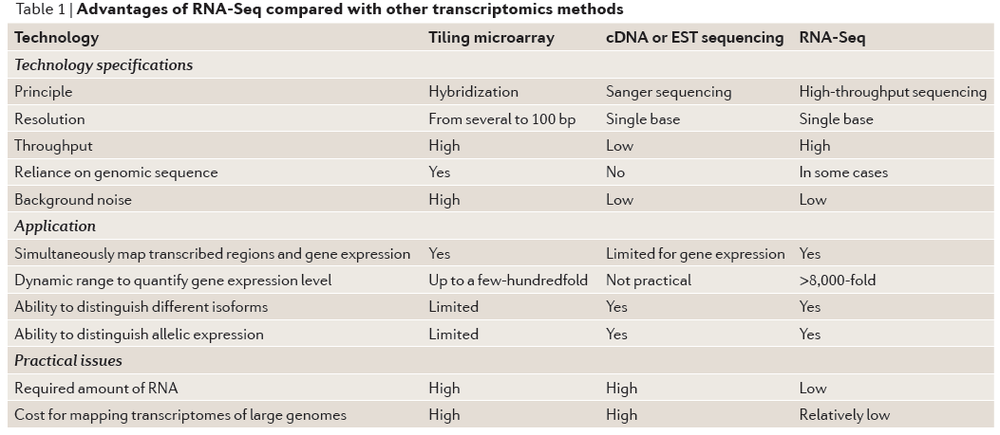 Table 1 | Advantages of RNA-Seq compared with other transcriptomics methods
Technology Tiling microarray cDNA or EST sequencing RNA-Seq
Technology specifications
Principle Hybridization Sanger sequencing High-throughput sequencing
Resolution From several to 100 bp Single base Single base
Throughput High Low High
Reliance on genomic sequence Yes No In some cases
Background noise High Low Low
Application
Simultaneously map transcribed regions and gene expression Yes Limited for gene expression Yes
Dynamic range to quantify gene expression level Up to a few-hundredfold Not practical >8,000-fold
Ability to distinguish different isoforms Limited Yes Yes
Ability to distinguish allelic expression Limited Yes Yes
Practical issues
Required amount of RNA High High Low
Cost for mapping transcriptomes of large genomes High High Relatively low